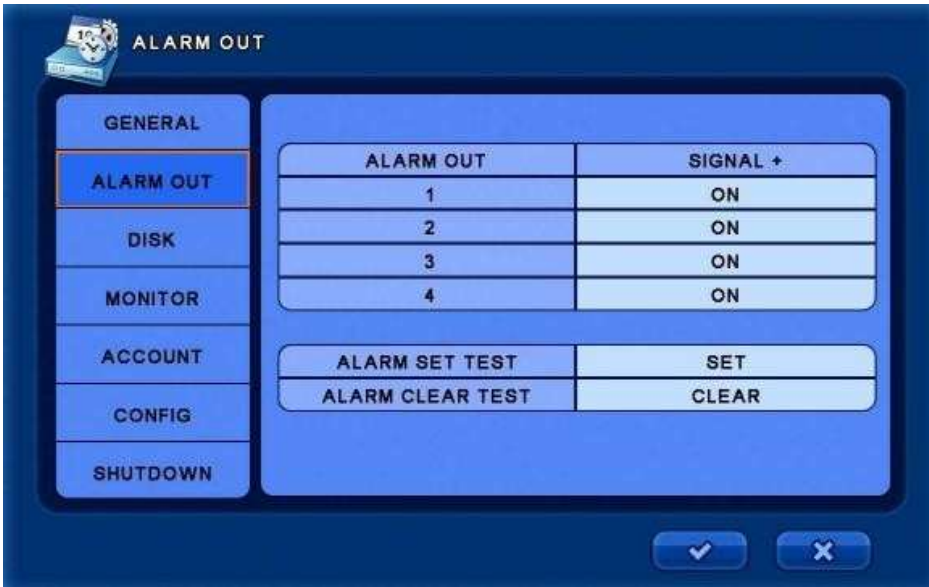 ALARM OUT
GENERAL
ALARM OUT
DISK
MONITOR
ACCOUNT
CONFIG
SHUTDOWN
ALARM OUT SIGNAL +
1 ON
2 ON
3 ON
4 ON
ALARM SET TEST SET
ALARM CLEAR TEST CLEAR